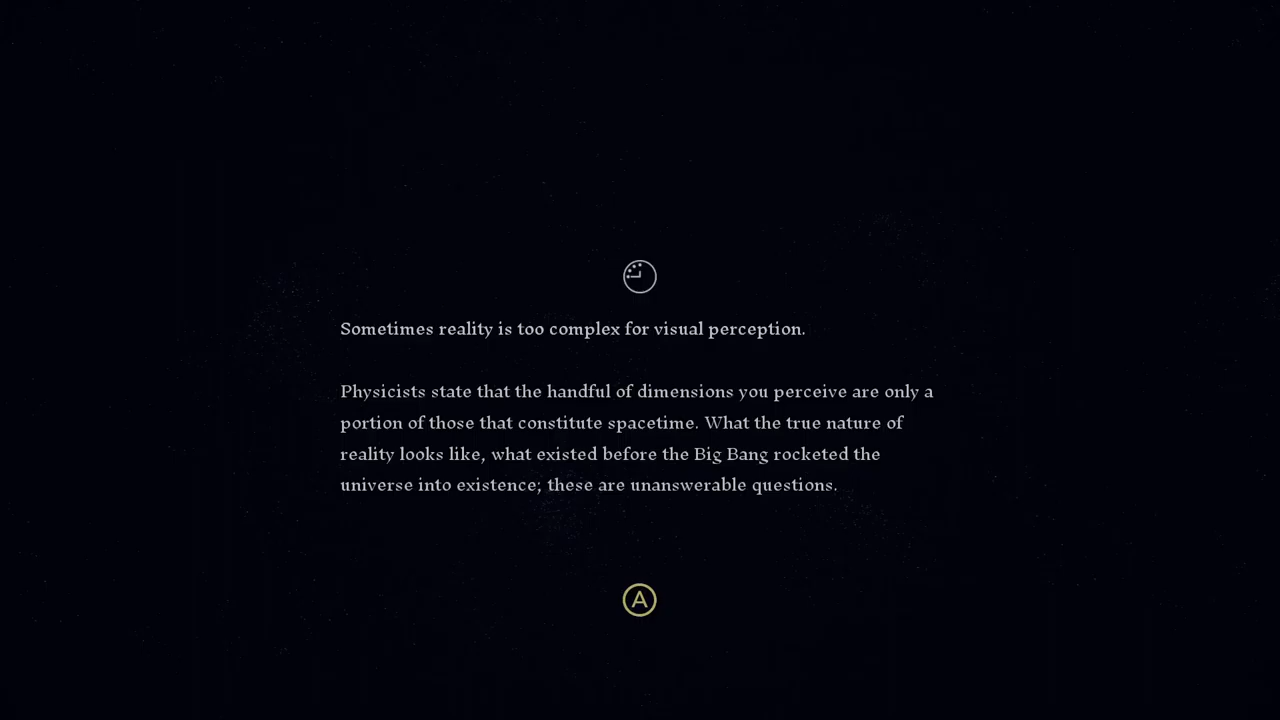 Sometimes reality is too complex for visual perception.
Physicists state that the handful of dimensions you perceive are only a
portion of those that constitute spacetime. What the true nature of
reality looks like, what existed before the Big Bang rocketed the
universe into existence; these are unanswerable questions.
A